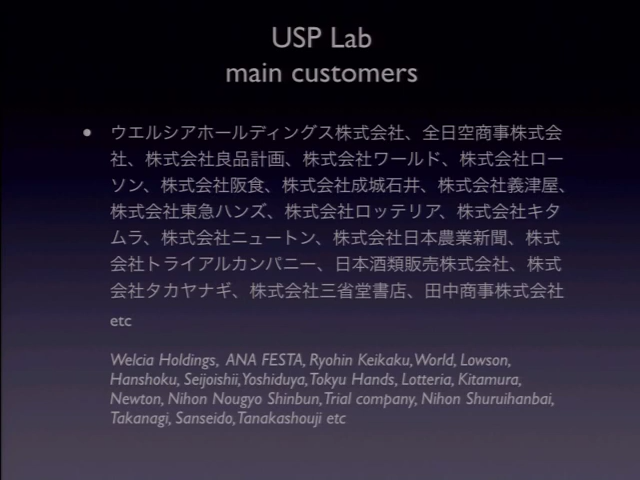 USP Lab
main customers
• ウエルシアホールディングス株式会社、全日空商事株式会
社、株式会社良品計画、株式会社ワールド、株式会社ロー
ソン、株式会社阪食、株式会社成城石井、株式会社義津屋、
株式会社東急ハンズ、株式会社ロッテリア、株式会社キタ
ムラ、株式会社ニュートン、株式会社日本農業新聞、株式
会社トライアルカンパニー、日本酒類販売株式会社、株式
会社タカヤナギ、株式会社三省堂書店、田中商事株式会社
etc
Welcia Holdings, ANA FESTA, Ryohin Keikaku, World, Lowson,
Hanshoku, Seijoishii, Yoshiduya, Tokyu Hands, Lotteria, Kitamura,
Newton, Nihon Nougyo Shinbun, Trial company, Nihon Shuruihanbai,
Takanagi, Sanseido, Tanakashouji etc